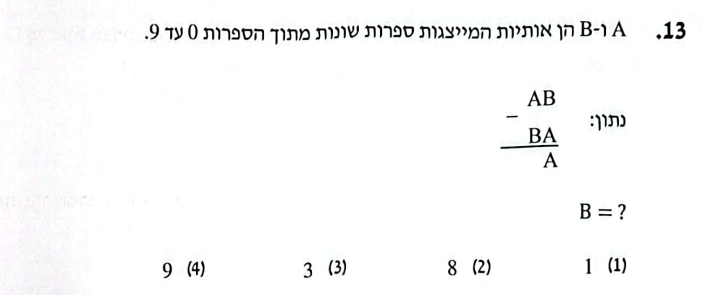 13. A ו-B הן אותיות המייצגות ספרות שונות מתוך הספרות 0 עד 9.
נתון:
AB
−
BA
A
B = ?
(1) 1 (2) 8 (3) 3 (4) 9